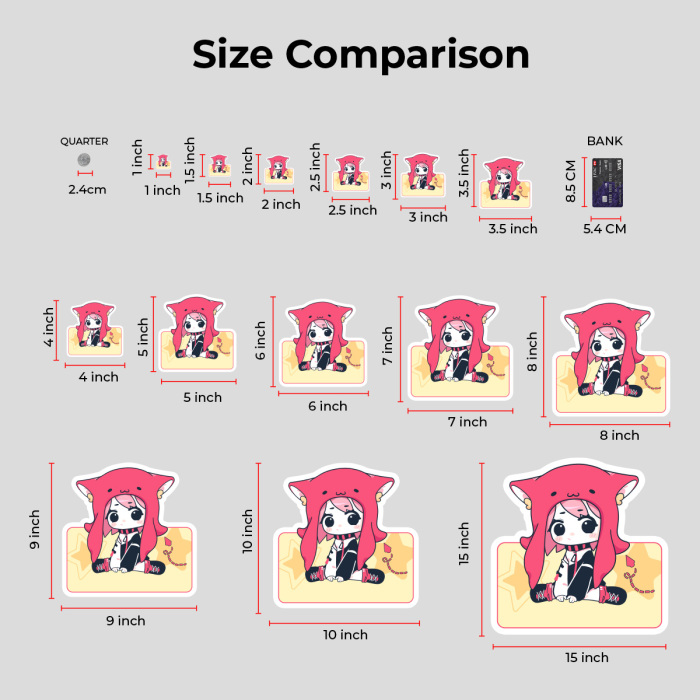 Size Comparison
QUARTER
2.4cm
1 inch
1 inch
1.5 inch
1.5 inch
2 inch
2 inch
2.5 inch
2.5 inch
3 inch
3 inch
3.5 inch
3.5 inch
BANK
8.5 CM
VISA
5.4 CM
4 inch
4 inch
5 inch
5 inch
6 inch
6 inch
7 inch
7 inch
8 inch
8 inch
9 inch
9 inch
10 inch
10 inch
15 inch
15 inch